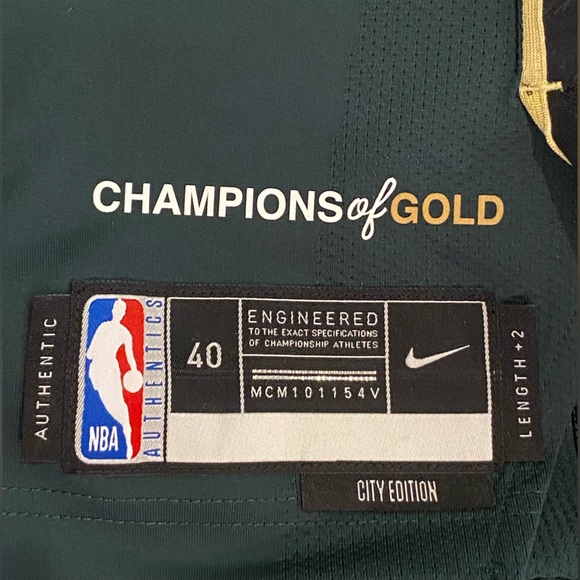 CHAMPIONS of GOLD
AUTHENTIC
NBA
AUTHENTICS
40
ENGINEERED
TO THE EXACT SPECIFICATIONS
OF CHAMPIONSHIP ATHLETES
MCM101154V
LENGTH +2
CITY EDITION